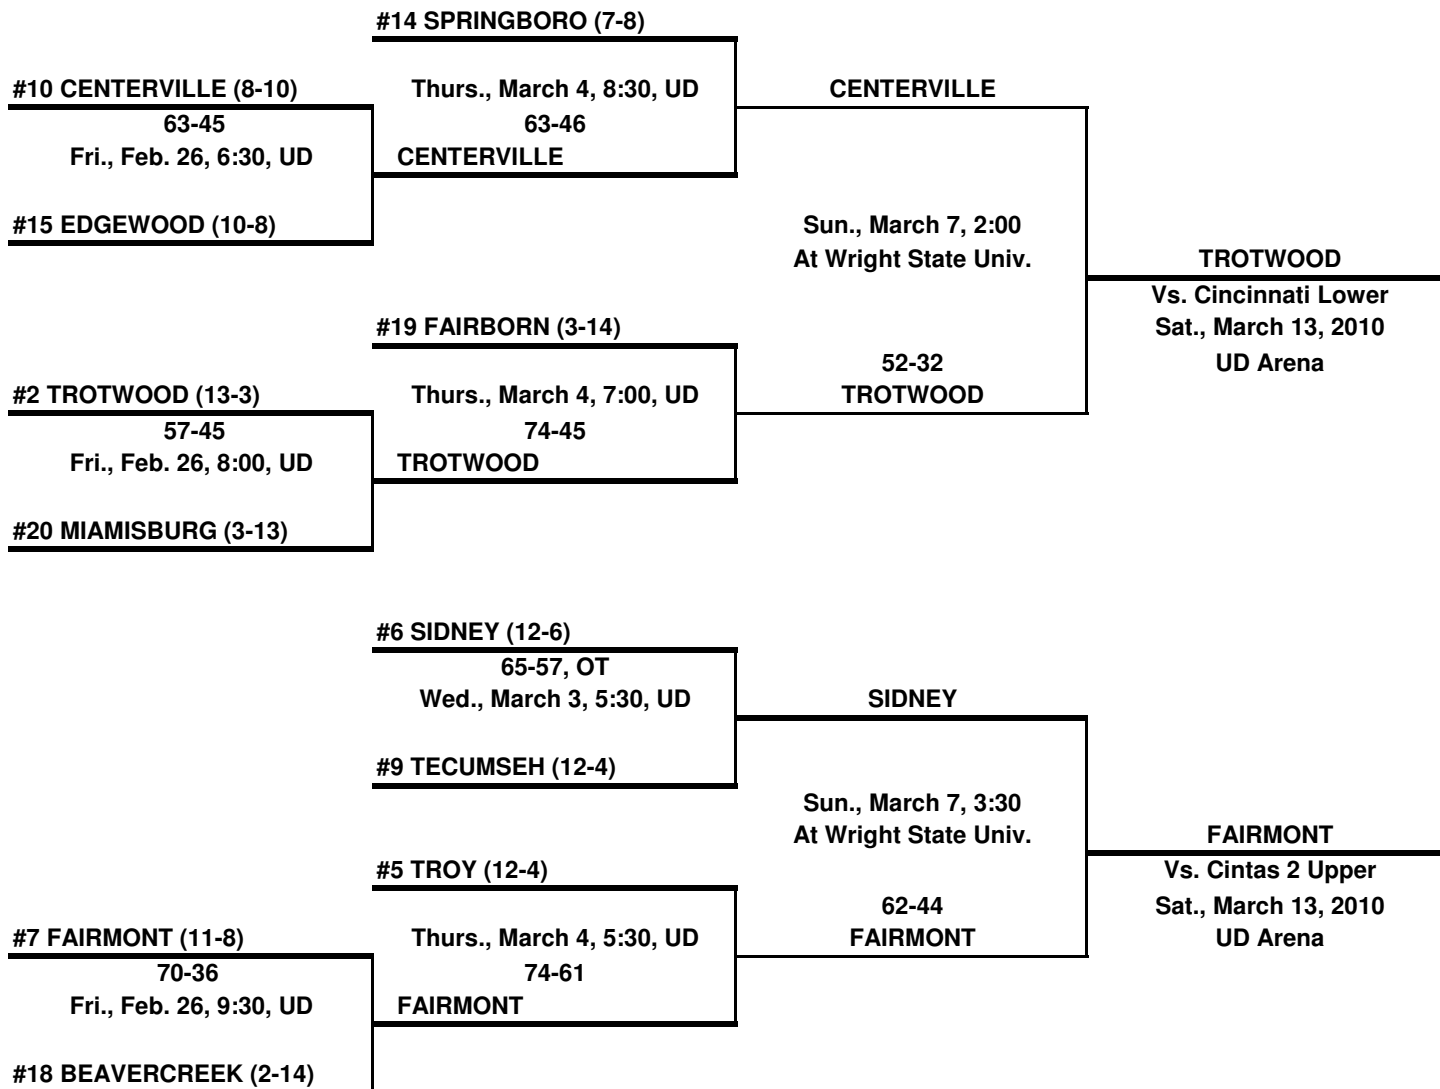 #14 SPRINGBORO (7-8)
#10 CENTERVILLE (8-10)
Thurs., March 4, 8:30, UD
CENTERVILLE
63-45
63-46
Fri., Feb. 26, 6:30, UD
CENTERVILLE
#15 EDGEWOOD (10-8)
Sun., March 7, 2:00
At Wright State Univ.
TROTWOOD
Vs. Cincinnati Lower
#19 FAIRBORN (3-14)
Sat., March 13, 2010
52-32
UD Arena
#2 TROTWOOD (13-3)
Thurs., March 4, 7:00, UD
TROTWOOD
57-45
74-45
Fri., Feb. 26, 8:00, UD
TROTWOOD
#20 MIAMISBURG (3-13)
#6 SIDNEY (12-6)
65-57, OT
Wed., March 3, 5:30, UD
SIDNEY
#9 TECUMSEH (12-4)
Sun., March 7, 3:30
At Wright State Univ.
FAIRMONT
#5 TROY (12-4)
Vs. Cintas 2 Upper
62-44
Sat., March 13, 2010
#7 FAIRMONT (11-8)
Thurs., March 4, 5:30, UD
FAIRMONT
UD Arena
70-36
74-61
Fri., Feb. 26, 9:30, UD
FAIRMONT
#18 BEAVERCREEK (2-14)